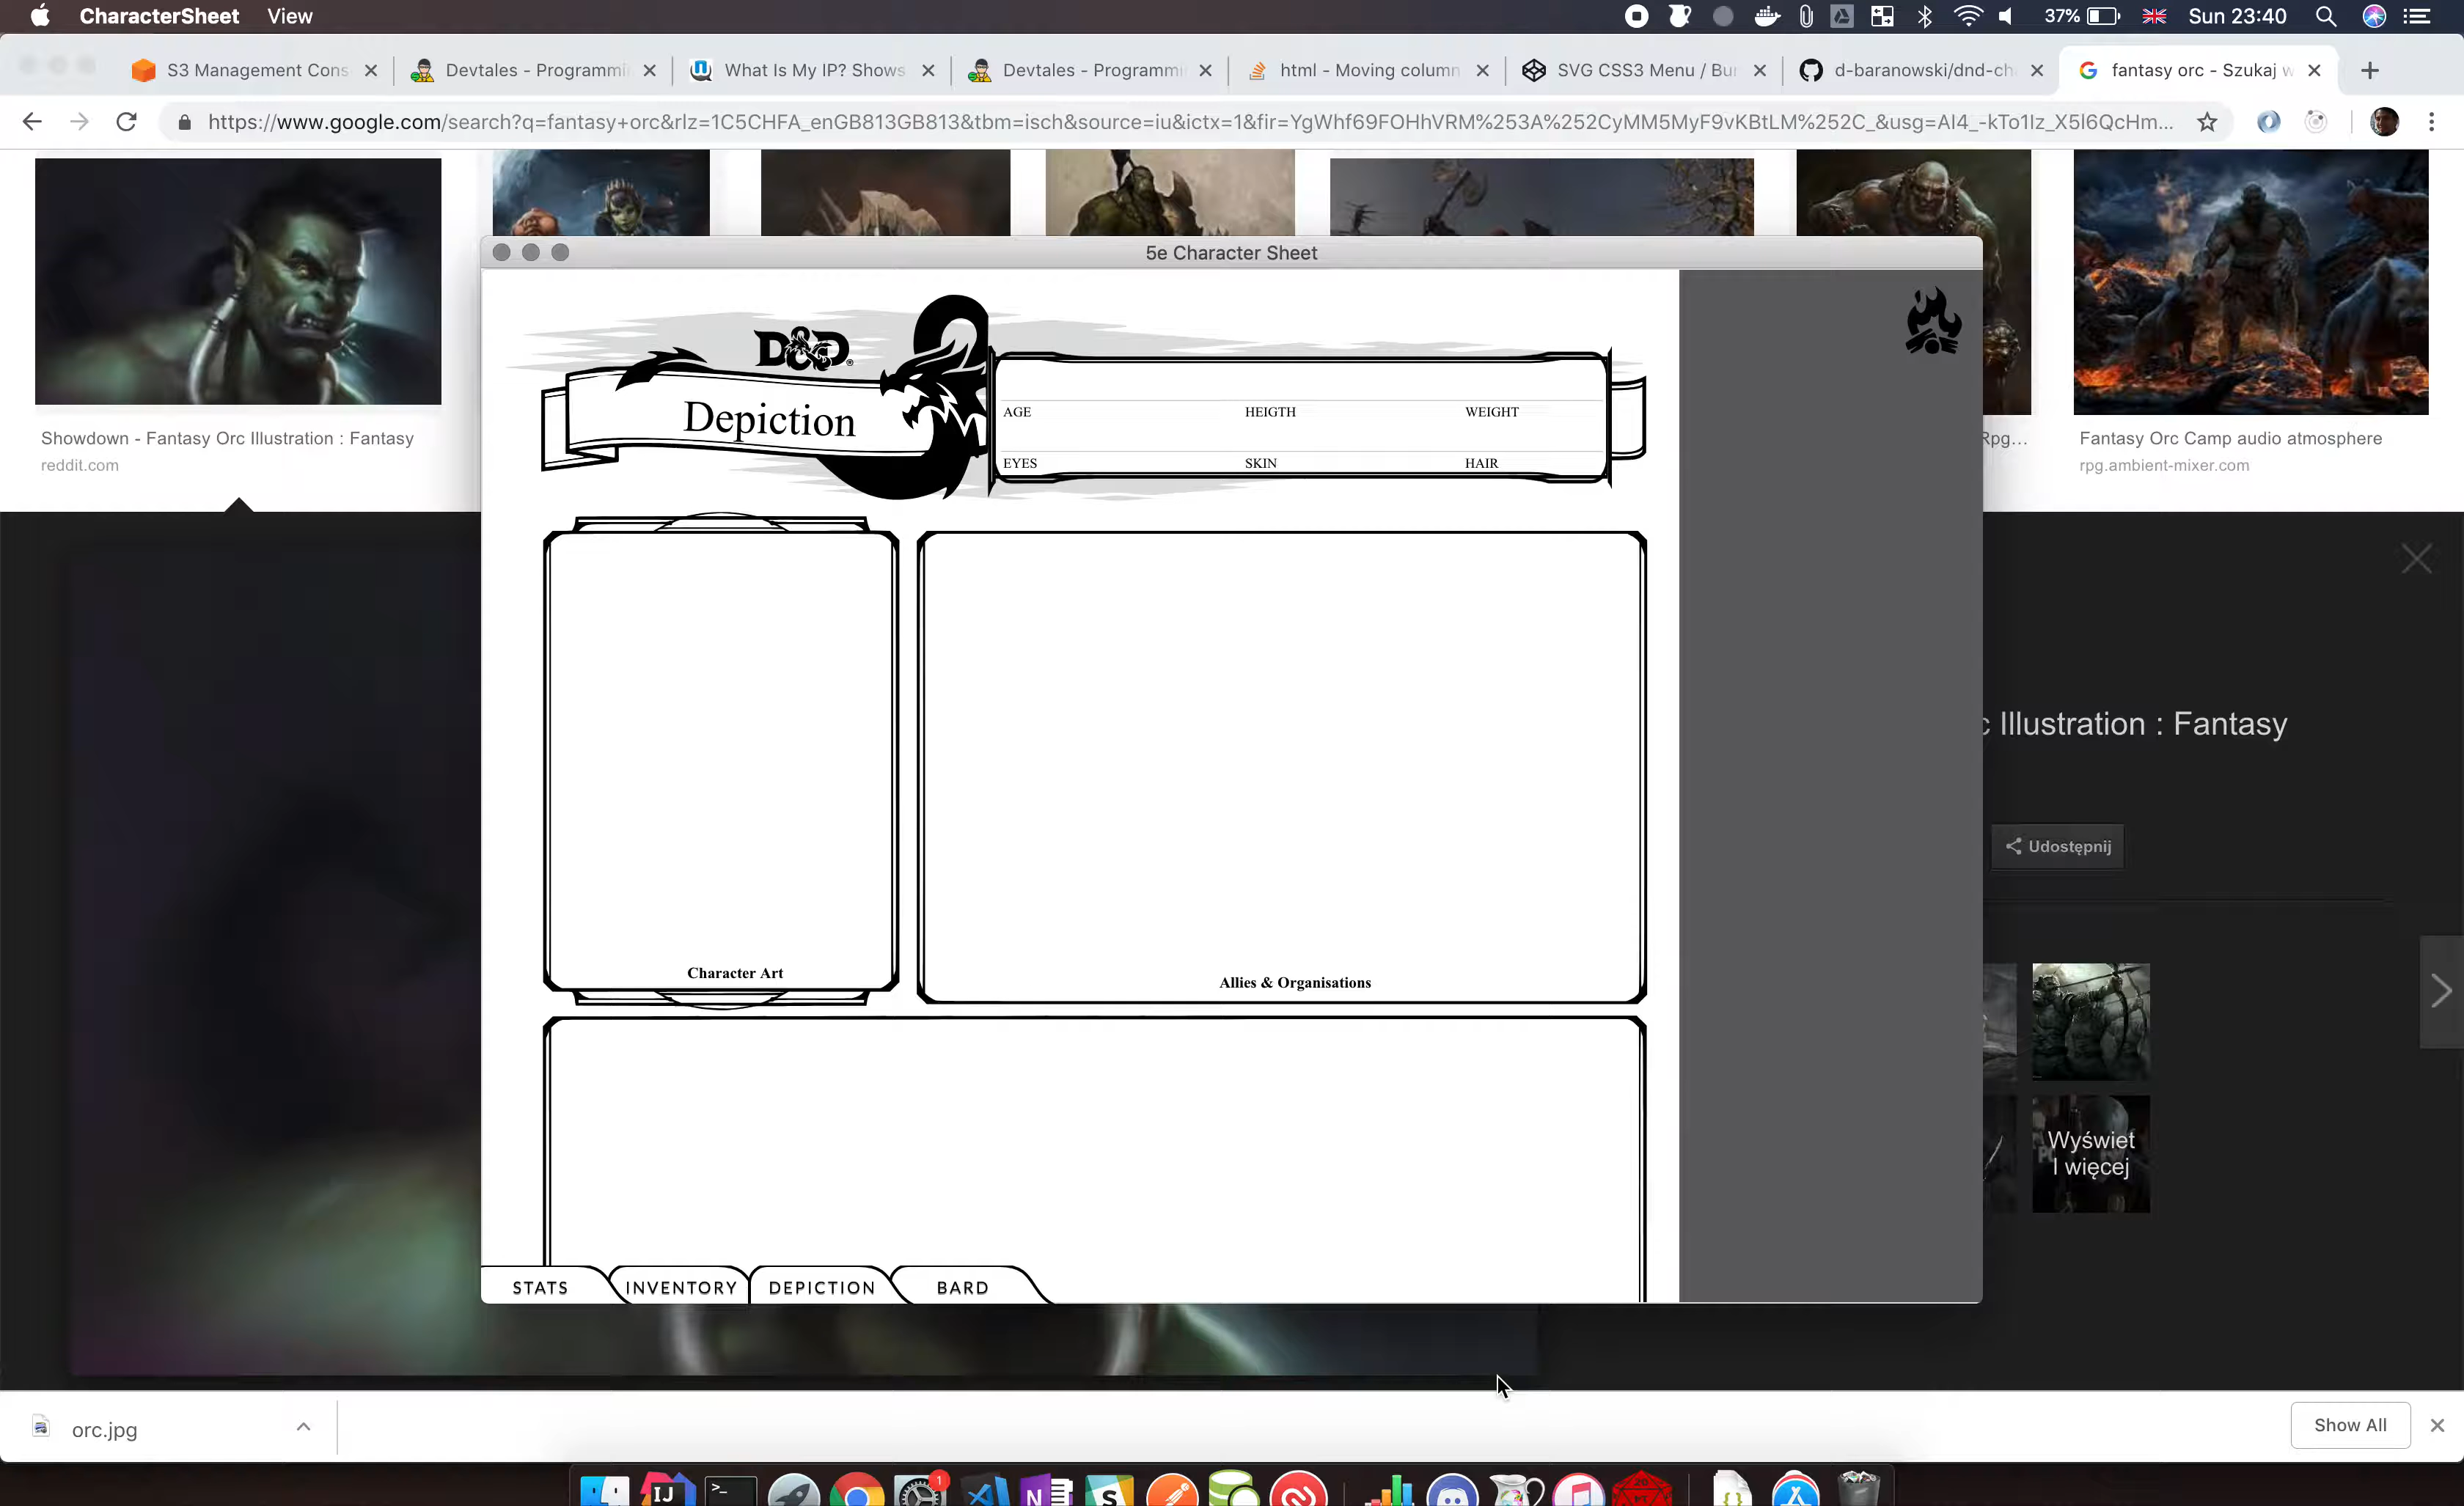 CharacterSheet View 37% Sun 23:40
S3 Management Cons Devtales - Programmi What Is My IP? Shows Devtales - Programmi html - Moving column SVG CSS3 Menu / Bu d-baranowski/dnd-ch fantasy orc - Szukaj w
https://www.google.com/search?q=fantasy+orc&rlz=1C5CHFA_enGB813GB813&tbm=isch&source=iu&ictx=1&fir=YgWhf69FOHhVRM%253A%252CyMM5MyF9vKBtLM%252C_&usg=AI4_-kTo1Iz_X5l6QcHm...
5e Character Sheet
D&D
Depiction
AGE HEIGTH WEIGHT
EYES SKIN HAIR
Showdown - Fantasy Orc Illustration : Fantasy
reddit.com
Rpg...
Fantasy Orc Camp audio atmosphere
rpg.ambient-mixer.com
Illustration : Fantasy
Udostępnij
Character Art
Allies & Organisations
Wyświet
l więcej
STATS INVENTORY DEPICTION BARD
orc.jpg
Show All
1